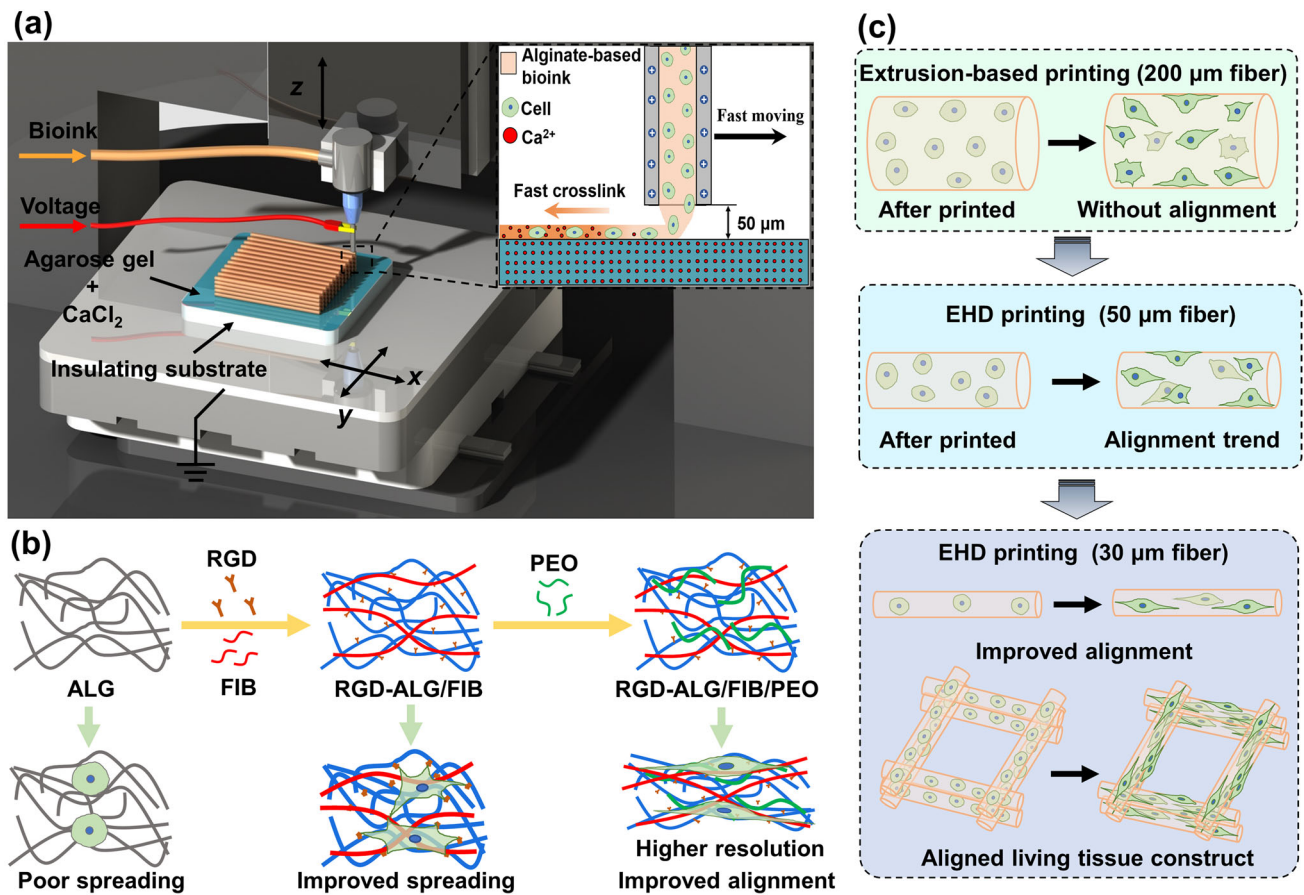 (a)
z
Bioink
Voltage
Agarose gel
+
CaCl₂
Insulating substrate
x
y
Alginate-based
bioink
Cell
Ca²⁺
Fast moving
Fast crosslink
50 μm
(b)
RGD
FIB
PEO
ALG
RGD-ALG/FIB
RGD-ALG/FIB/PEO
Poor spreading
Improved spreading
Higher resolution
Improved alignment
(c)
Extrusion-based printing (200 μm fiber)
After printed
Without alignment
EHD printing (50 μm fiber)
After printed
Alignment trend
EHD printing (30 μm fiber)
Improved alignment
Aligned living tissue construct